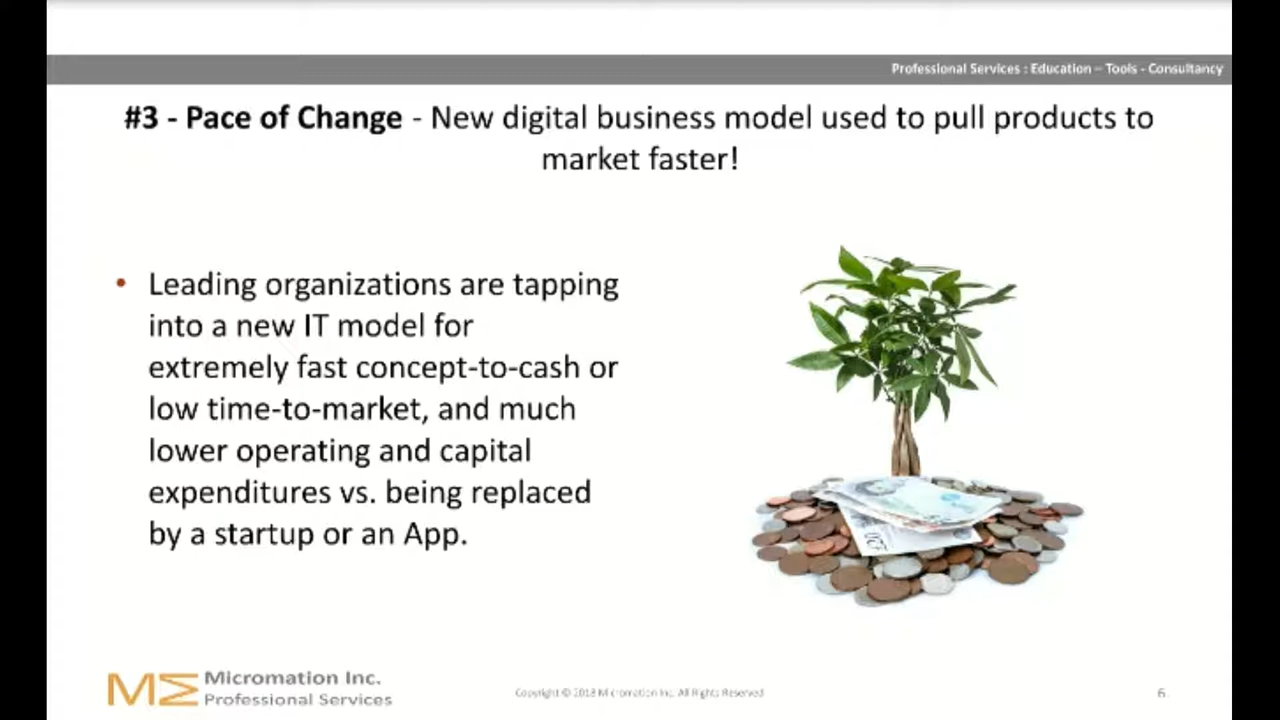 Professional Services : Education – Tools - Consultancy
#3 - Pace of Change - New digital business model used to pull products to
market faster!
• Leading organizations are tapping
into a new IT model for
extremely fast concept-to-cash or
low time-to-market, and much
lower operating and capital
expenditures vs. being replaced
by a startup or an App.
Micromation Inc.
Professional Services
Copyright © 2018 Micromation Inc. All Rights Reserved
6